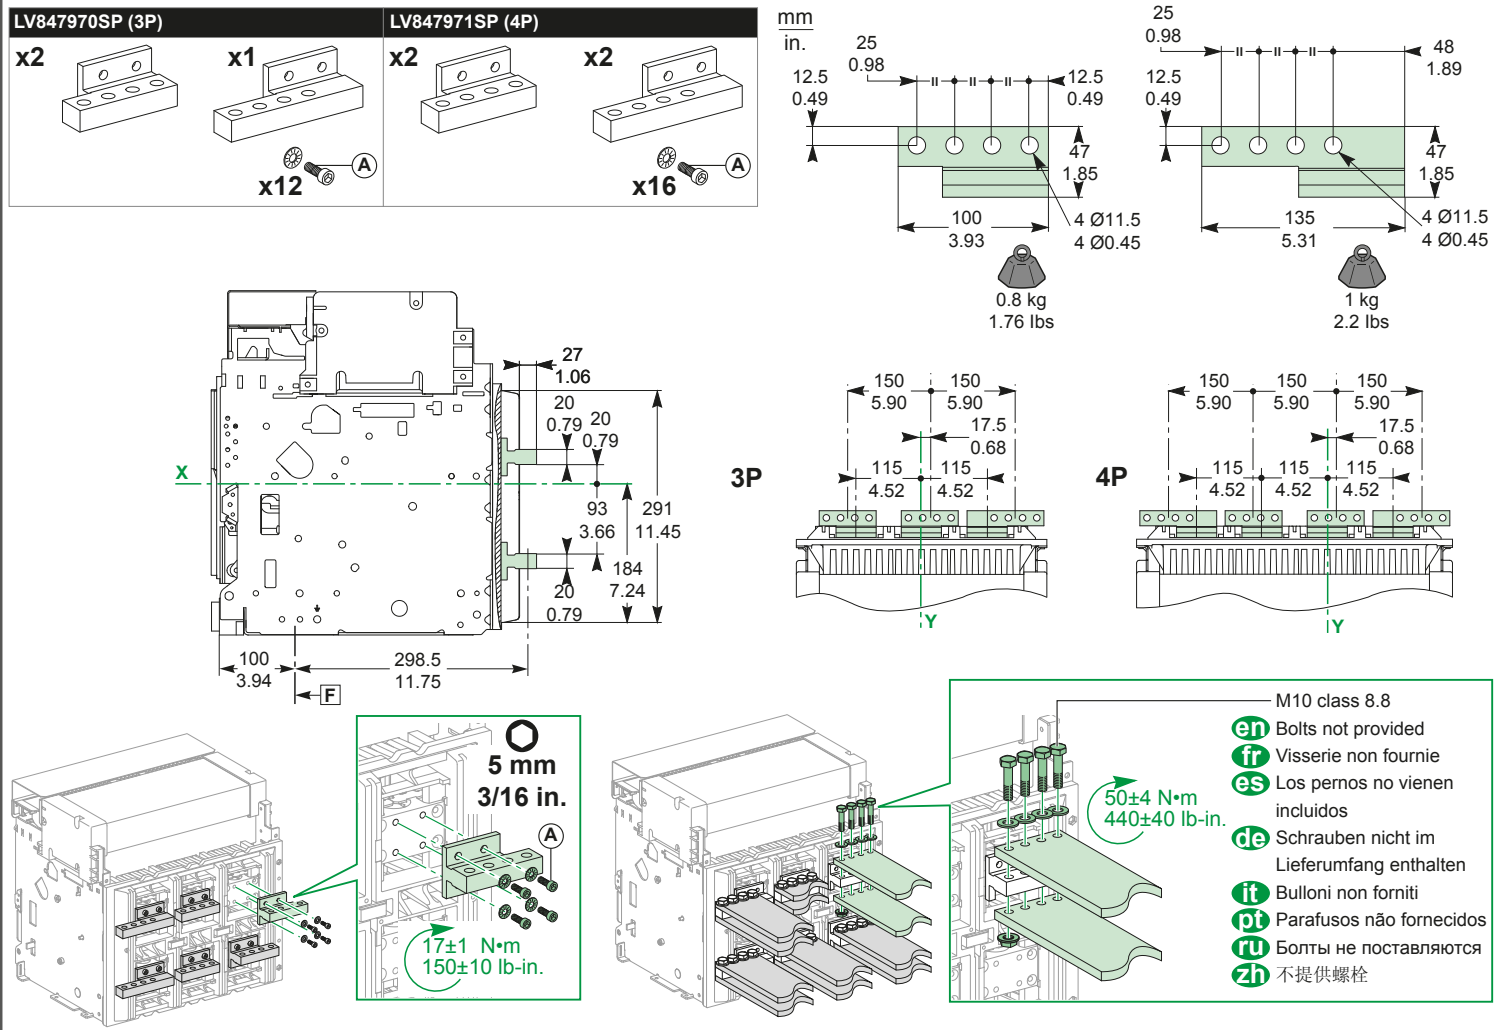 LV847970SP (3P)
LV847971SP (4P)
x2
x1
x2
x2
A
x12
A
x16
mm
in.
25
0.98
12.5
0.49
12.5
0.49
47
1.85
100
3.93
4 Ø11.5
4 Ø0.45
0.8 kg
1.76 lbs
25
0.98
12.5
0.49
48
1.89
47
1.85
135
5.31
4 Ø11.5
4 Ø0.45
1 kg
2.2 lbs
27
1.06
20
0.79
20
0.79
X
93
3.66
291
11.45
184
7.24
20
0.79
100
3.94
298.5
11.75
F
3P
150
5.90
150
5.90
17.5
0.68
115
4.52
115
4.52
Y
4P
150
5.90
150
5.90
150
5.90
17.5
0.68
115
4.52
115
4.52
115
4.52
Y
5 mm
3/16 in.
A
17±1 N•m
150±10 lb-in.
50±4 N•m
440±40 lb-in.
M10 class 8.8
en Bolts not provided
fr Visserie non fournie
es Los pernos no vienen
incluidos
de Schrauben nicht im
Lieferumfang enthalten
it Bulloni non forniti
pt Parafusos não fornecidos
ru Болты не поставляются
zh 不提供螺栓